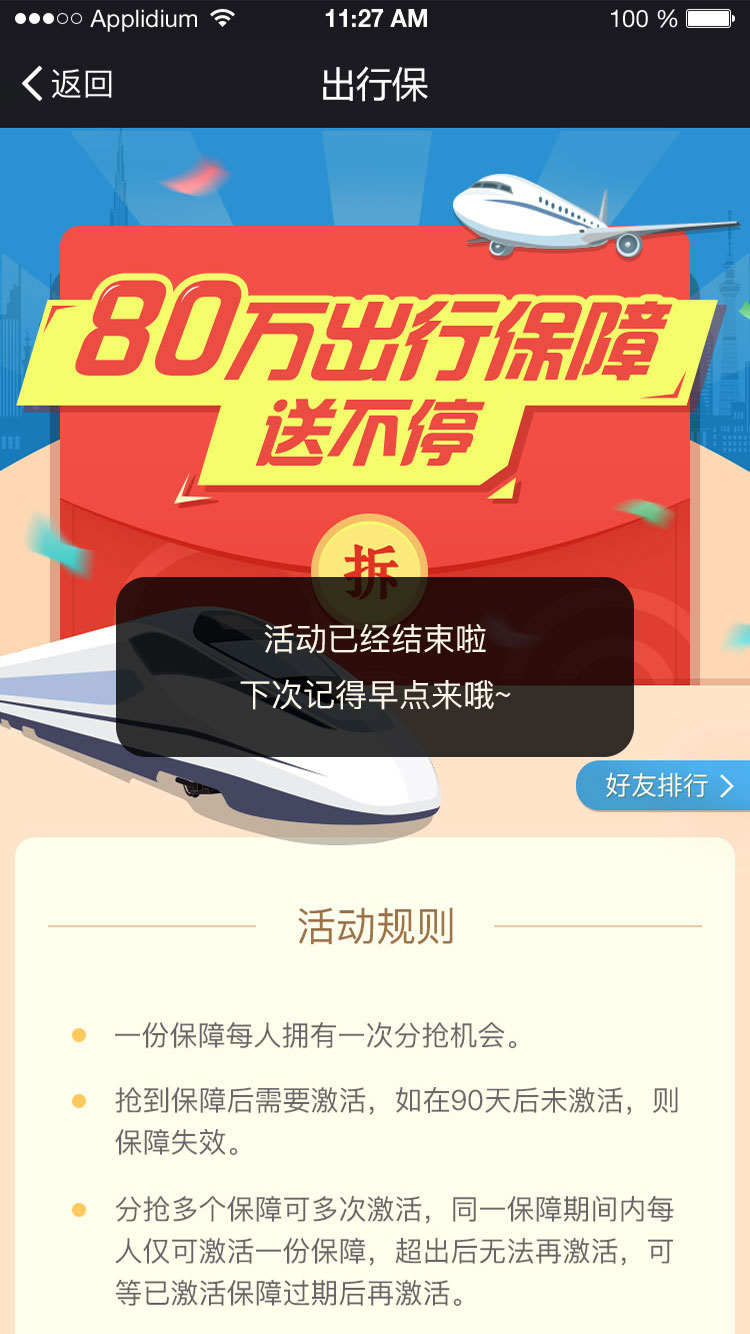 Applidium 11:27 AM 100 %
返回 出行保
80万出行保障
送不停
拆
活动已经结束啦
下次记得早点来哦~
好友排行
活动规则
一份保障每人拥有一次分抢机会。
抢到保障后需要激活，如在90天后未激活，则
保障失效。
分抢多个保障可多次激活，同一保障期间内每
人仅可激活一份保障，超出后无法再激活，可
等已激活保障过期后再激活。